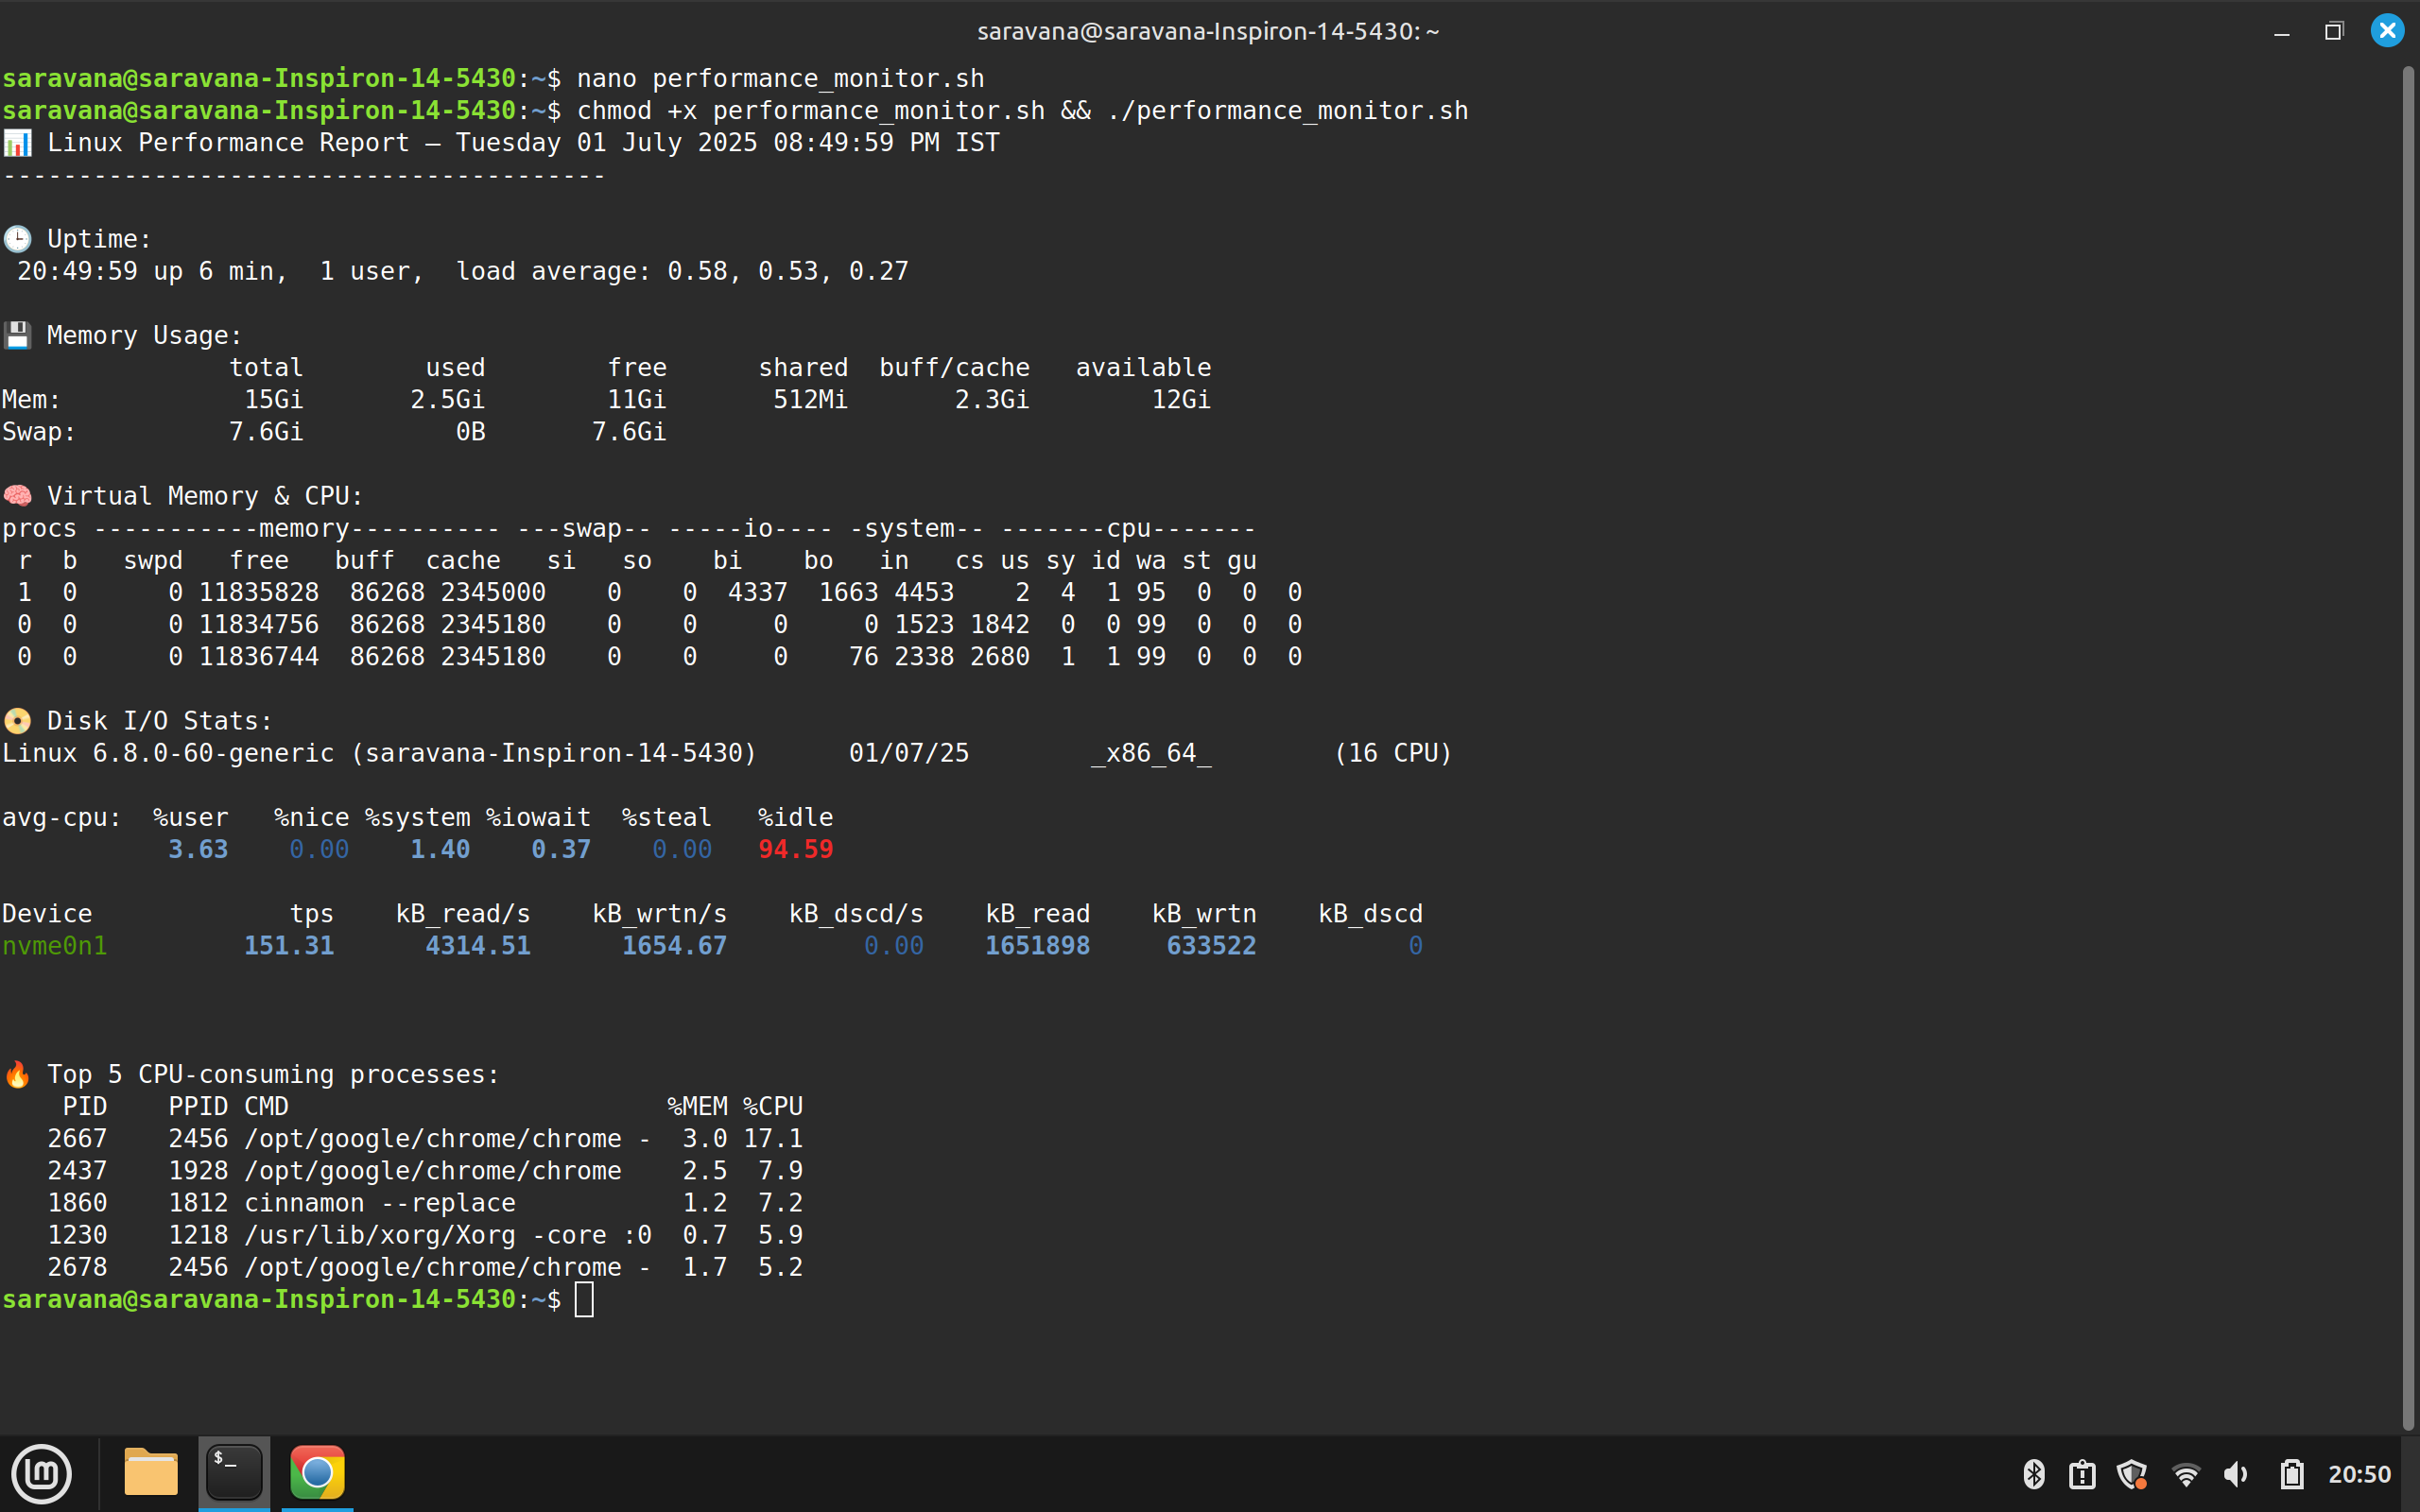 saravana@saravana-Inspiron-14-5430: ~
saravana@saravana-Inspiron-14-5430:~$ nano performance_monitor.sh
saravana@saravana-Inspiron-14-5430:~$ chmod +x performance_monitor.sh && ./performance_monitor.sh
📊 Linux Performance Report — Tuesday 01 July 2025 08:49:59 PM IST
----------------------------------------
🕒 Uptime:
 20:49:59 up 6 min,  1 user,  load average: 0.58, 0.53, 0.27
💾 Memory Usage:
               total        used        free      shared  buff/cache   available
Mem:            15Gi       2.5Gi        11Gi       512Mi       2.3Gi        12Gi
Swap:          7.6Gi          0B       7.6Gi
🧠 Virtual Memory & CPU:
procs -----------memory---------- ---swap-- -----io---- -system-- -------cpu-------
 r  b   swpd   free   buff  cache   si   so    bi    bo   in   cs us sy id wa st gu
 1  0      0 11835828  86268 2345000    0    0  4337  1663 4453    2  4  1 95  0  0  0
 0  0      0 11834756  86268 2345180    0    0     0     0 1523 1842  0  0 99  0  0  0
 0  0      0 11836744  86268 2345180    0    0     0    76 2338 2680  1  1 99  0  0  0
📀 Disk I/O Stats:
Linux 6.8.0-60-generic (saravana-Inspiron-14-5430)      01/07/25        _x86_64_        (16 CPU)
avg-cpu:  %user   %nice %system %iowait  %steal   %idle
           3.63    0.00    1.40    0.37    0.00   94.59
Device             tps    kB_read/s    kB_wrtn/s    kB_dscd/s    kB_read    kB_wrtn    kB_dscd
nvme0n1         151.31      4314.51      1654.67         0.00    1651898     633522          0
🔥 Top 5 CPU-consuming processes:
    PID    PPID CMD                         %MEM %CPU
   2667    2456 /opt/google/chrome/chrome -  3.0 17.1
   2437    1928 /opt/google/chrome/chrome    2.5  7.9
   1860    1812 cinnamon --replace           1.2  7.2
   1230    1218 /usr/lib/xorg/Xorg -core :0  0.7  5.9
   2678    2456 /opt/google/chrome/chrome -  1.7  5.2
saravana@saravana-Inspiron-14-5430:~$
$_
20:50